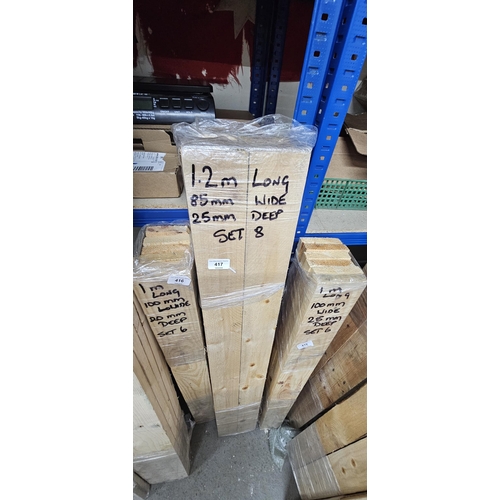 1.2m LONG
85mm WIDE
25mm DEEP
SET 8
417
416
1m
LONG
100mm
WIDE
20mm
DEEP
SET 6
1m
LONG
100mm
WIDE
25mm
DEEP
SET 6